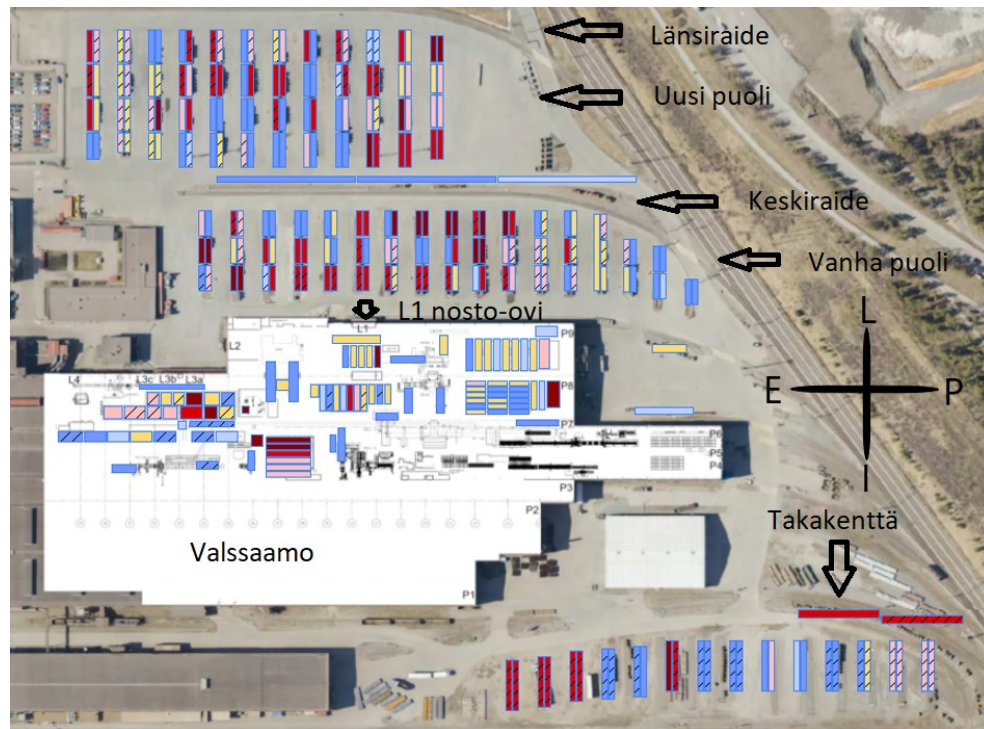 Länsiraide
Uusi puoli
Keskiraide
Vanha puoli
L1 nosto-ovi
L1
L2
P9
L
L4
L3c
L3b
L3a
P8
E
P
P7
P6
P5
P4
I
P3
P2
Takakenttä
Valssaamo
P1